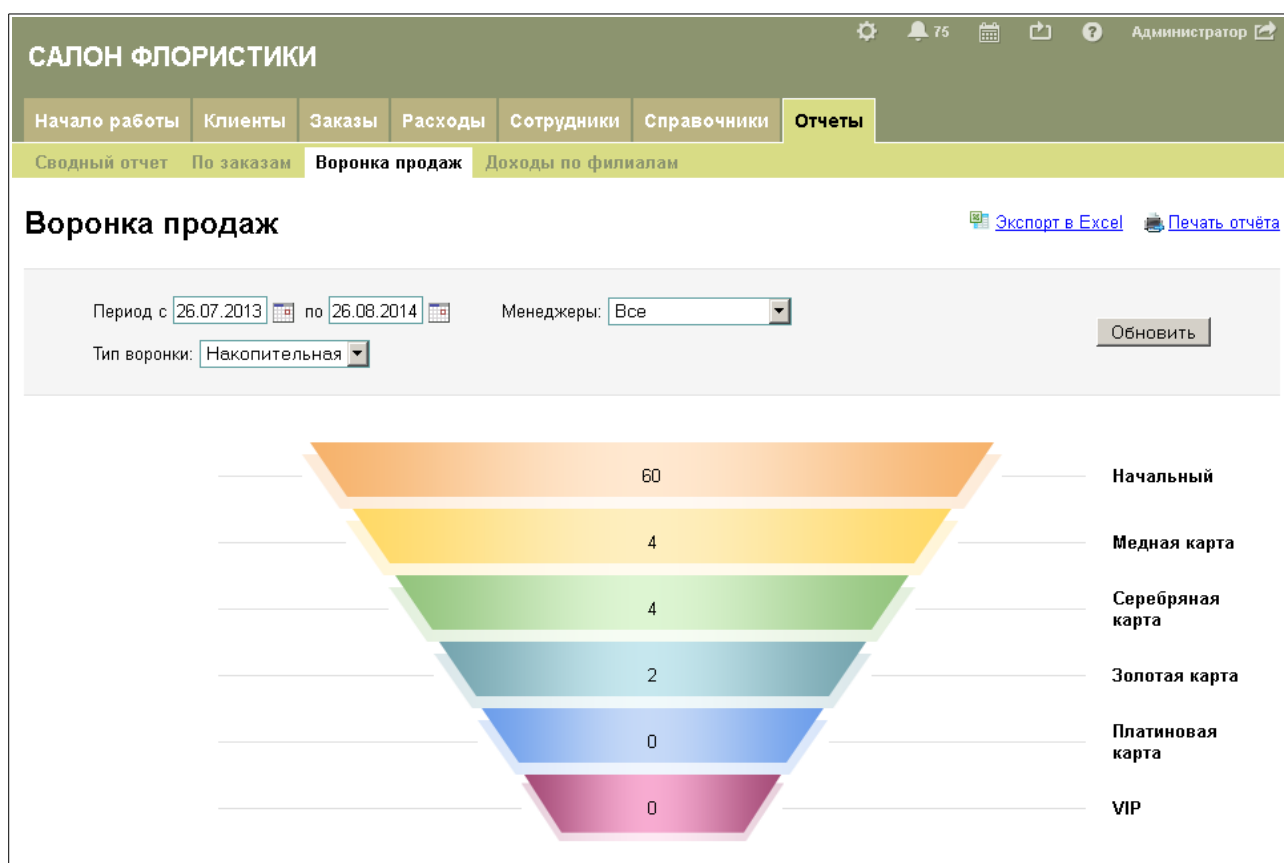 75
Администратор
САЛОН ФЛОРИСТИКИ
Начало работы Клиенты Заказы Расходы Сотрудники Справочники Отчеты
Сводный отчет По заказам Воронка продаж Доходы по филиалам
Воронка продаж
Экспорт в Excel Печать отчёта
Период с 26.07.2013 по 26.08.2014 Менеджеры: Все
Обновить
Тип воронки: Накопительная
60 Начальный
4 Медная карта
4 Серебряная
карта
2 Золотая карта
0 Платиновая
карта
0 VIP